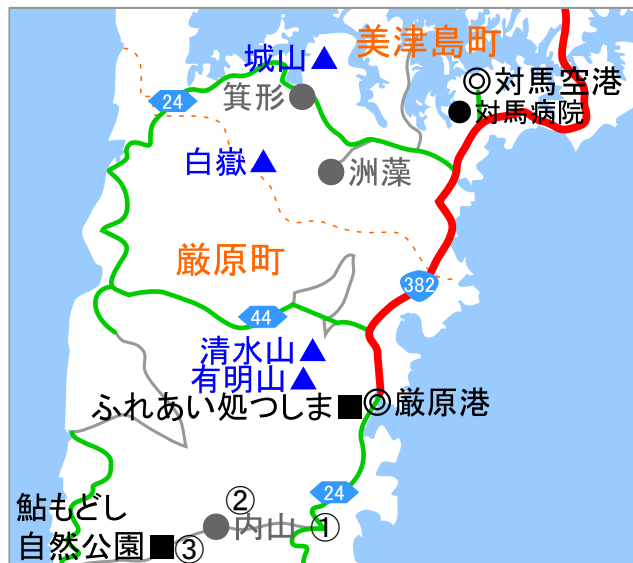 美津島町
城山
対馬空港
24
箕形
対馬病院
白嶽
洲藻
厳原町
382
44
清水山
有明山
ふれあい処つしま
厳原港
24
②
鮎もどし
内山
①
自然公園
③